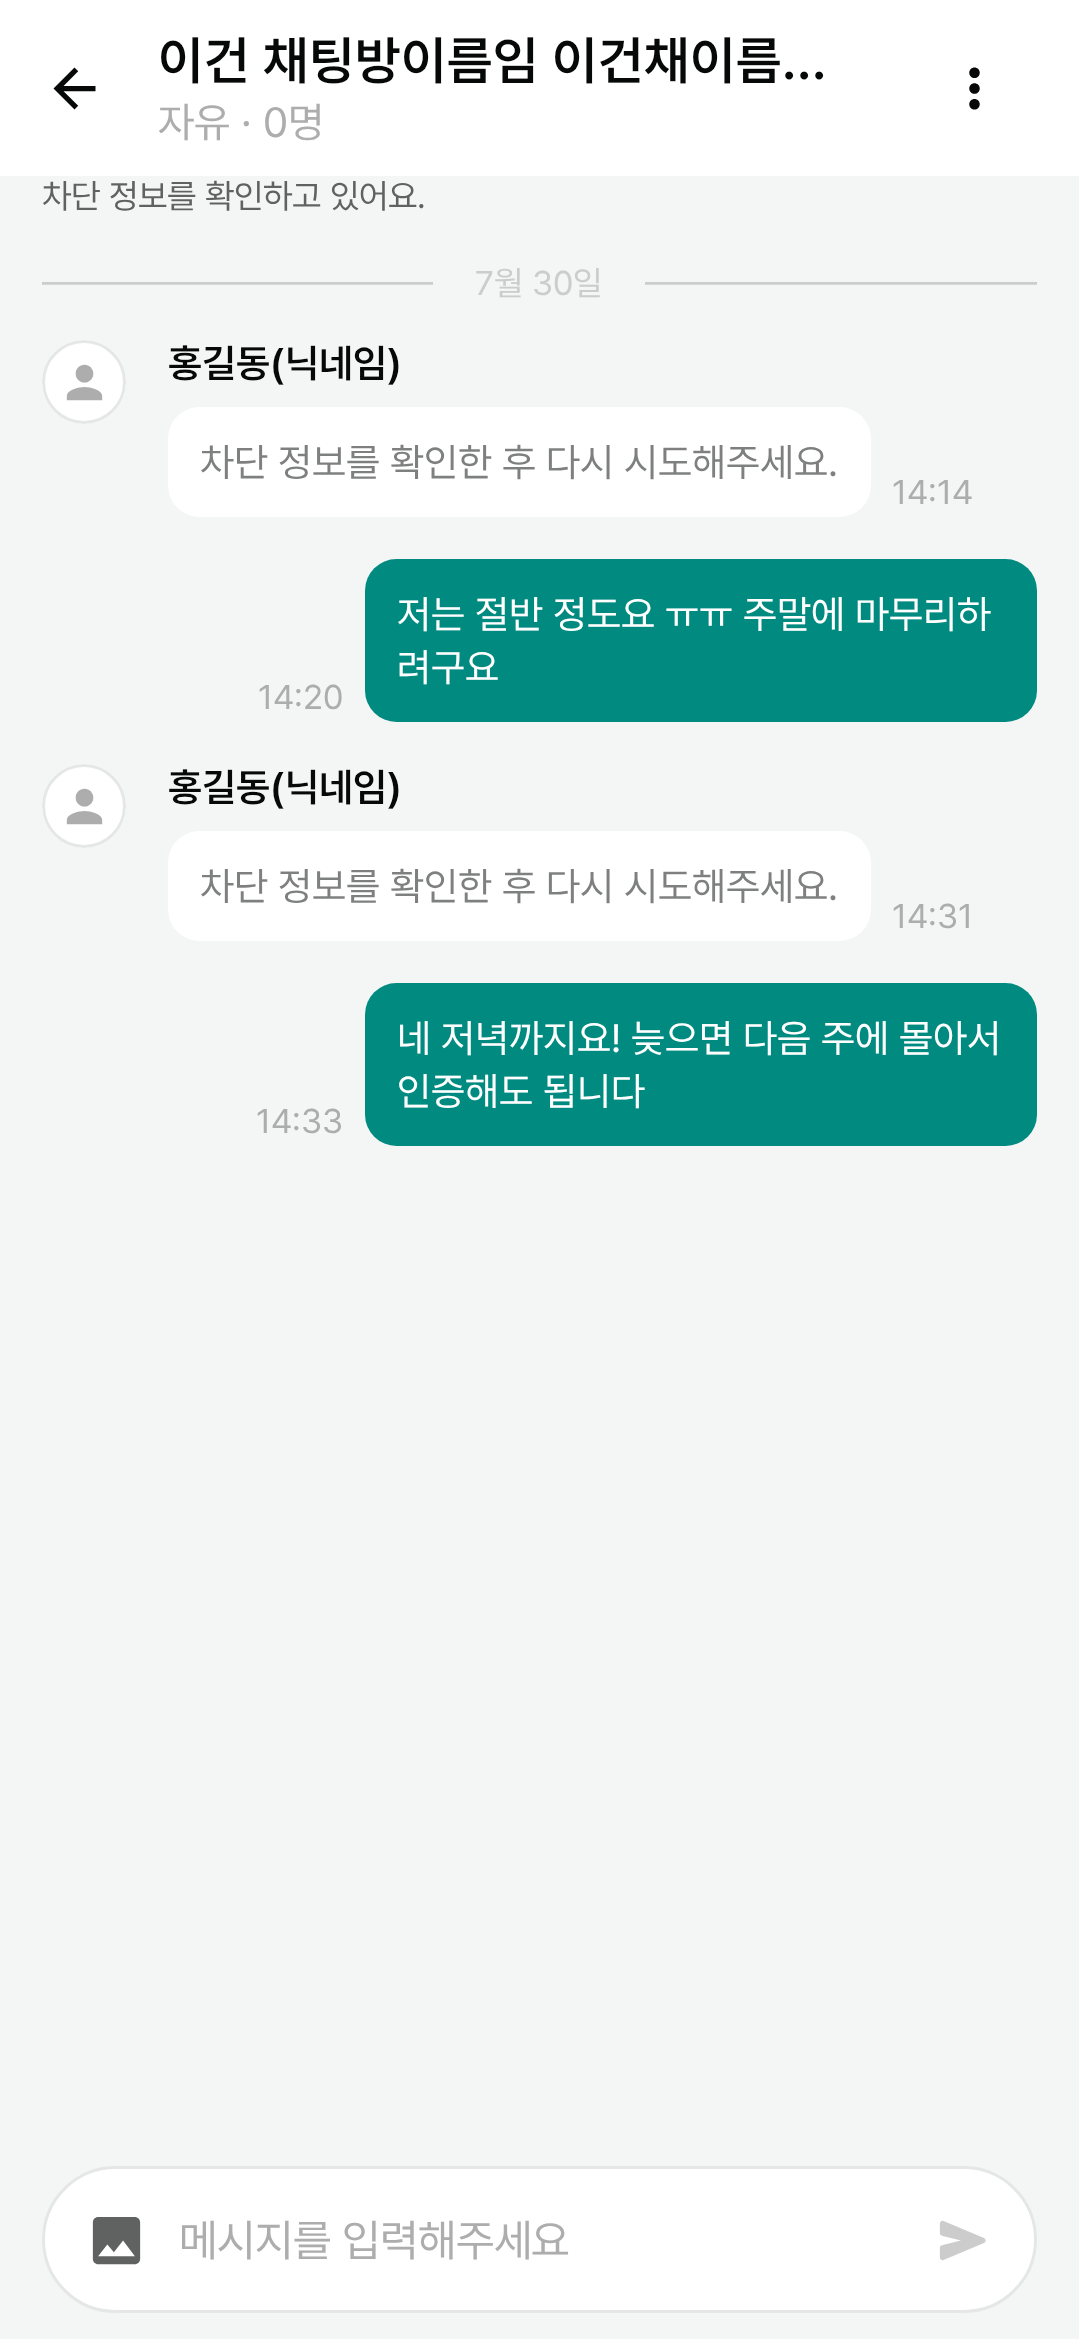 이건 채팅방이름임 이건채이름...
자유 · 0명
차단 정보를 확인하고 있어요.
7월 30일
홍길동(닉네임)
차단 정보를 확인한 후 다시 시도해주세요.
14:14
저는 절반 정도요 ㅠㅠ 주말에 마무리하
려구요
14:20
홍길동(닉네임)
차단 정보를 확인한 후 다시 시도해주세요.
14:31
네 저녁까지요! 늦으면 다음 주에 몰아서
인증해도 됩니다
14:33
메시지를 입력해주세요